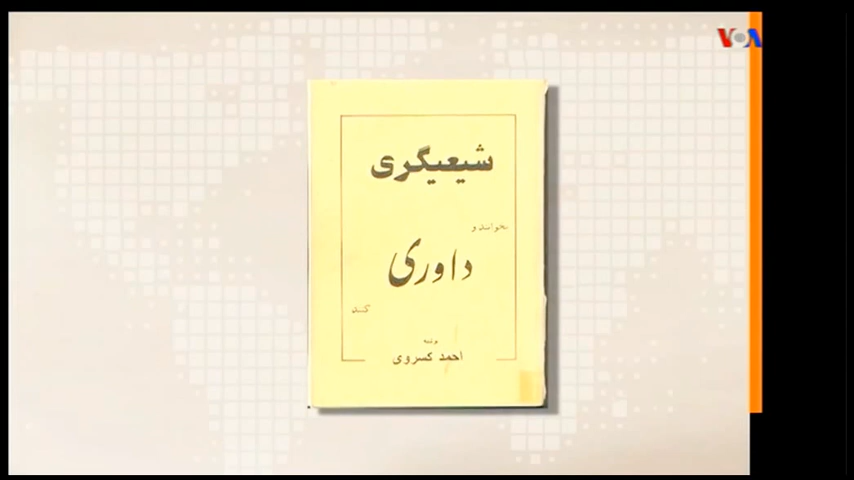 VOA
شیعیگری
بخوانند و
داوری
کنند
نوشته
احمد کسروی